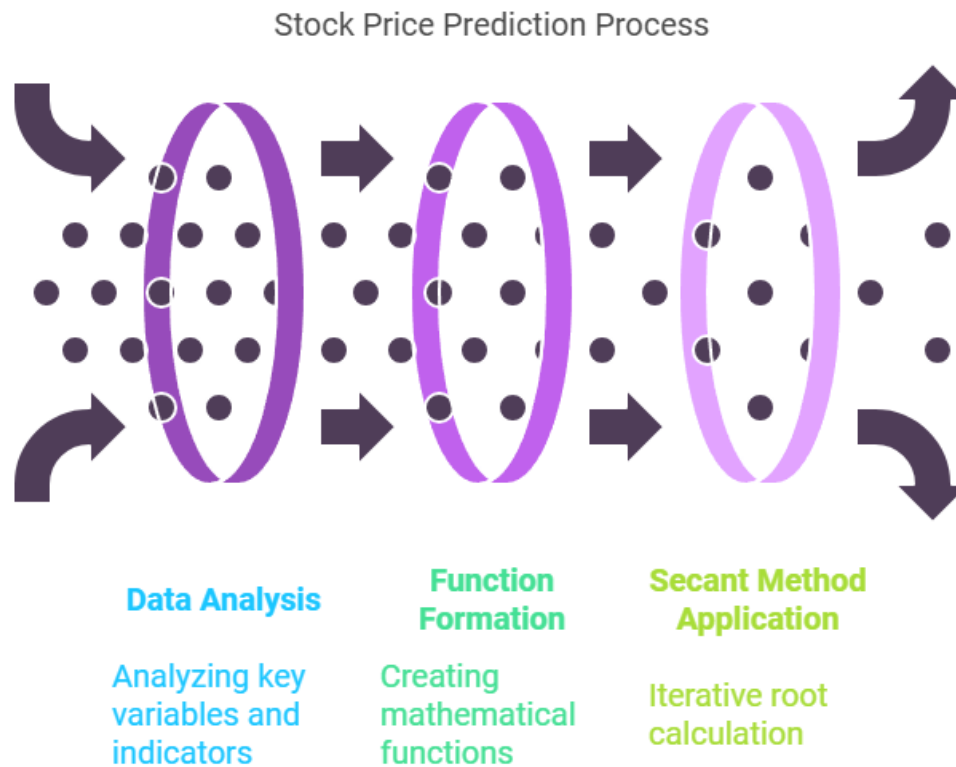 Stock Price Prediction Process
Data Analysis
Analyzing key
variables and
indicators
Function
Formation
Creating
mathematical
functions
Secant Method
Application
Iterative root
calculation